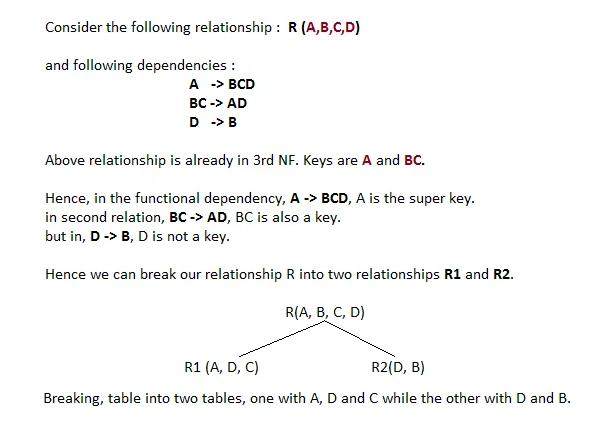 Consider the following relationship : R (A,B,C,D)
and following dependencies :
A -> BCD
BC -> AD
D -> B
Above relationship is already in 3rd NF. Keys are A and BC.
Hence, in the functional dependency, A -> BCD, A is the super key.
in second relation, BC -> AD, BC is also a key.
but in, D -> B, D is not a key.
Hence we can break our relationship R into two relationships R1 and R2.
R(A, B, C, D)
R1 (A, D, C) R2(D, B)
Breaking, table into two tables, one with A, D and C while the other with D and B.